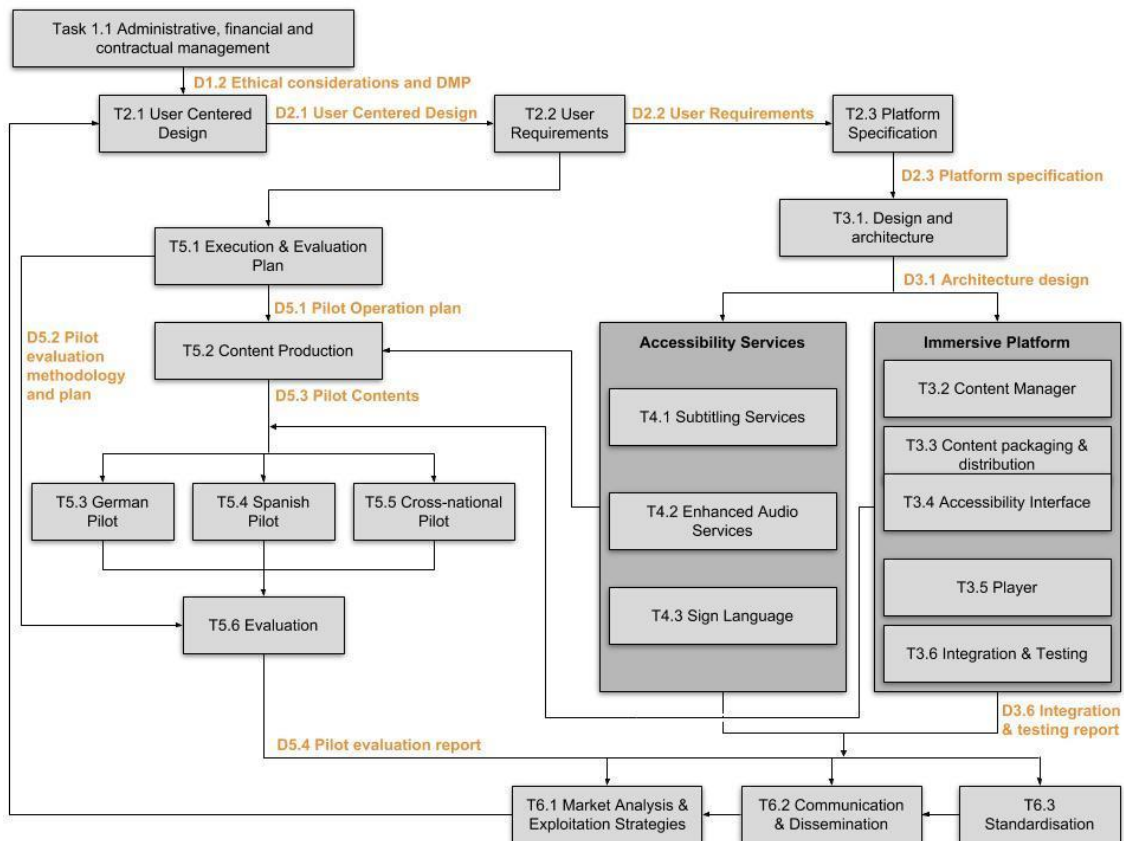 Task 1.1 Administrative, financial and
contractual management
D1.2 Ethical considerations and DMP
T2.1 User Centered
Design
D2.1 User Centered Design
T2.2 User
Requirements
D2.2 User Requirements
T2.3 Platform
Specification
D2.3 Platform specification
T3.1. Design and
architecture
D3.1 Architecture design
T5.1 Execution & Evaluation
Plan
D5.1 Pilot Operation plan
D5.2 Pilot
evaluation
methodology
and plan
T5.2 Content Production
D5.3 Pilot Contents
T5.3 German
Pilot
T5.4 Spanish
Pilot
T5.5 Cross-national
Pilot
T5.6 Evaluation
Accessibility Services
T4.1 Subtitling Services
T4.2 Enhanced Audio
Services
T4.3 Sign Language
Immersive Platform
T3.2 Content Manager
T3.3 Content packaging &
distribution
T3.4 Accessibility Interface
T3.5 Player
T3.6 Integration & Testing
D3.6 Integration
& testing report
D5.4 Pilot evaluation report
T6.1 Market Analysis &
Exploitation Strategies
T6.2 Communication
& Dissemination
T6.3
Standardisation